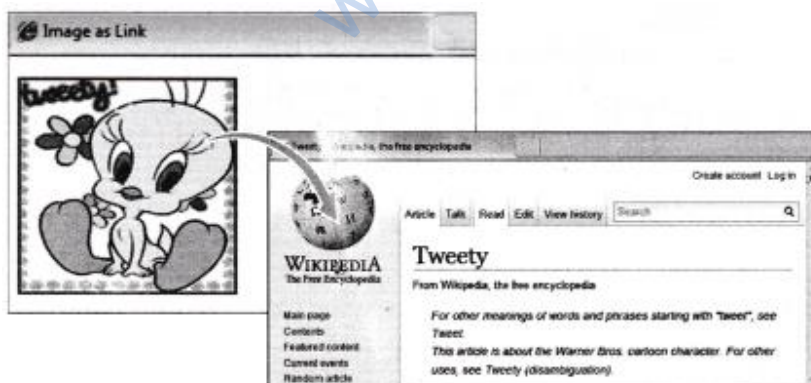 Image as Link
tweety!
the free encyclopedia
Create account Log in
Article Talk Read Edit View history Search
WIKIPEDIA
The Free Encyclopedia
Tweety
From Wikipedia, the free encyclopedia
Main page
Contents
Featured content
Current events
Random article
For other meanings of words and phrases starting with "tweet", see
Tweet.
This article is about the Warner Bros. cartoon character. For other
uses, see Tweety (disambiguation).